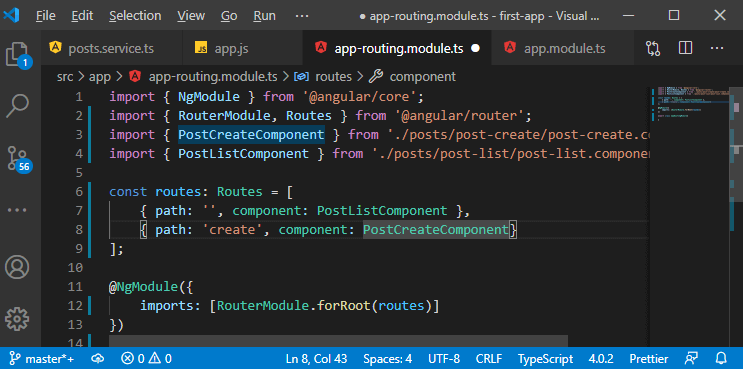 File Edit Selection ··· ● app-routing.module.ts - first-app - Visual ...
posts.service.ts JS app.js app-routing.module.ts ● app.module.ts ···
src > app > app-routing.module.ts > routes > component
1 import { NgModule } from '@angular/core';
2 import { RouterModule, Routes } from '@angular/router';
3 import { PostCreateComponent } from './posts/post-create/post-create.co
4 import { PostListComponent } from './posts/post-list/post-list.compone
5
6 const routes: Routes = [
7 { path: '', component: PostListComponent },
8 { path: 'create', component: PostCreateComponent}
9 ];
10
11 @NgModule({
12 imports: [RouterModule.forRoot(routes)]
13 })
14
1
56
master*+ 0 0 Ln 8, Col 43 Spaces: 4 UTF-8 CRLF TypeScript 4.0.2 Prettier